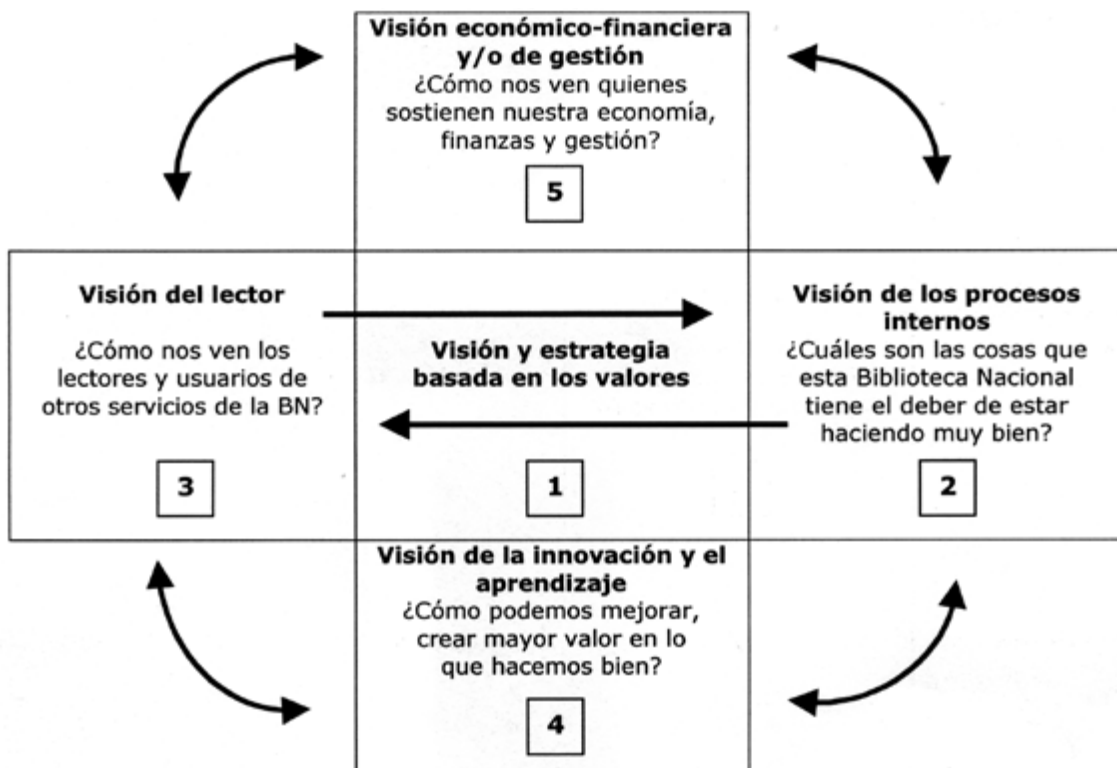 Visión económico-financiera
y/o de gestión
¿Cómo nos ven quienes
sostienen nuestra economía,
finanzas y gestión?
5
Visión del lector
¿Cómo nos ven los
lectores y usuarios de
otros servicios de la BN?
3
Visión y estrategia
basada en los valores
1
Visión de los procesos
internos
¿Cuáles son las cosas que
esta Biblioteca Nacional
tiene el deber de estar
haciendo muy bien?
2
Visión de la innovación y el
aprendizaje
¿Cómo podemos mejorar,
crear mayor valor en lo
que hacemos bien?
4